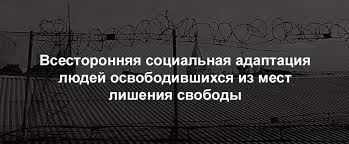 Всесторонняя социальная адаптация
людей освободившихся из мест
лишения свободы